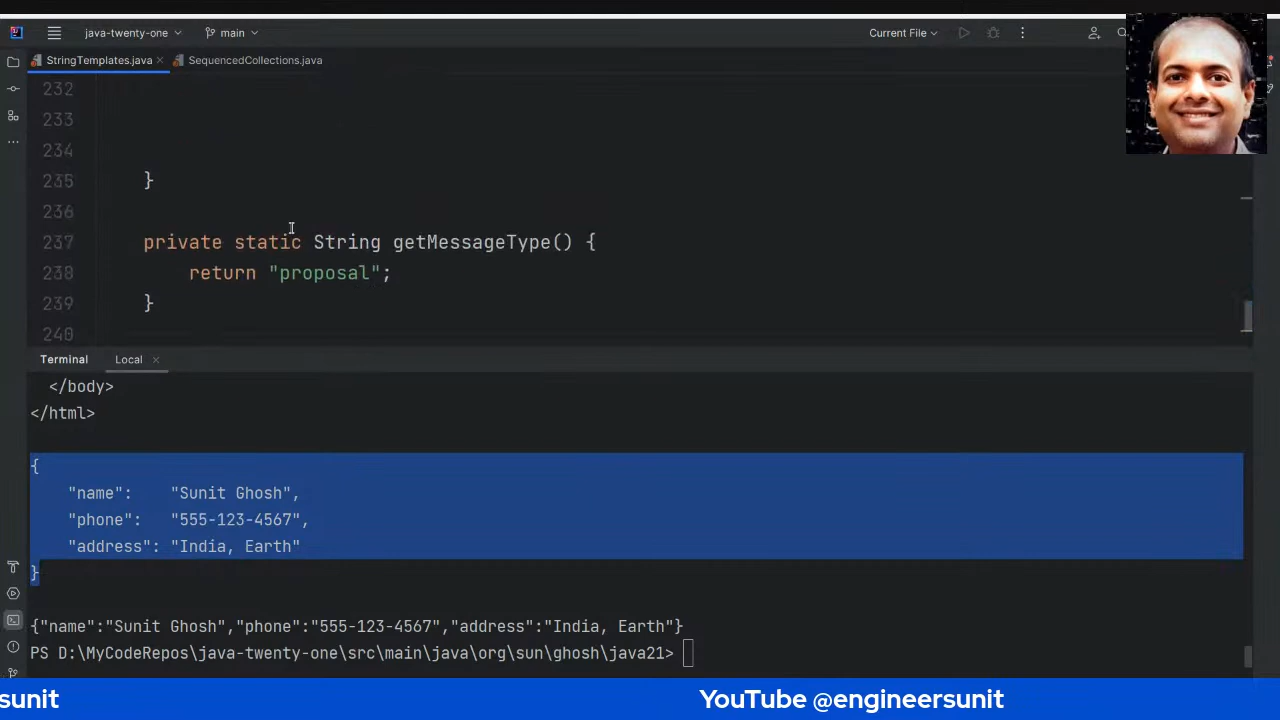 java-twenty-one
main
Current File
StringTemplates.java
SequencedCollections.java
232
233
234
235 }
236
237 private static String getMessageType() {
238 return "proposal";
239 }
240
Terminal
Local
</body>
</html>
{
"name": "Sunit Ghosh",
"phone": "555-123-4567",
"address": "India, Earth"
}
{"name":"Sunit Ghosh","phone":"555-123-4567","address":"India, Earth"}
PS D:\MyCodeRepos\java-twenty-one\src\main\java\org\sun\ghosh\java21>
sunit
YouTube @engineersunit